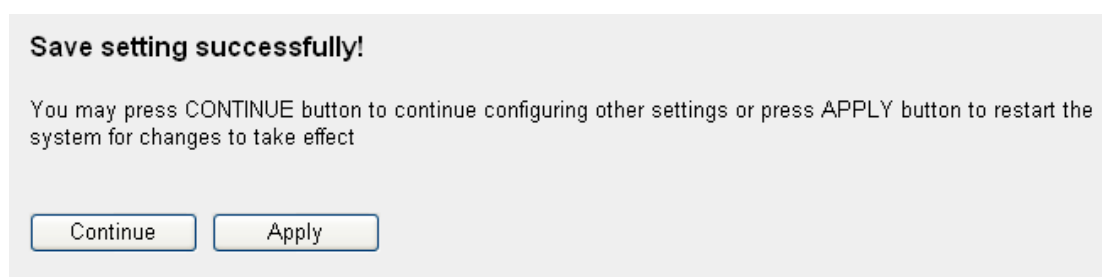 Save setting successfully!
You may press CONTINUE button to continue configuring other settings or press APPLY button to restart the
system for changes to take effect
Continue Apply